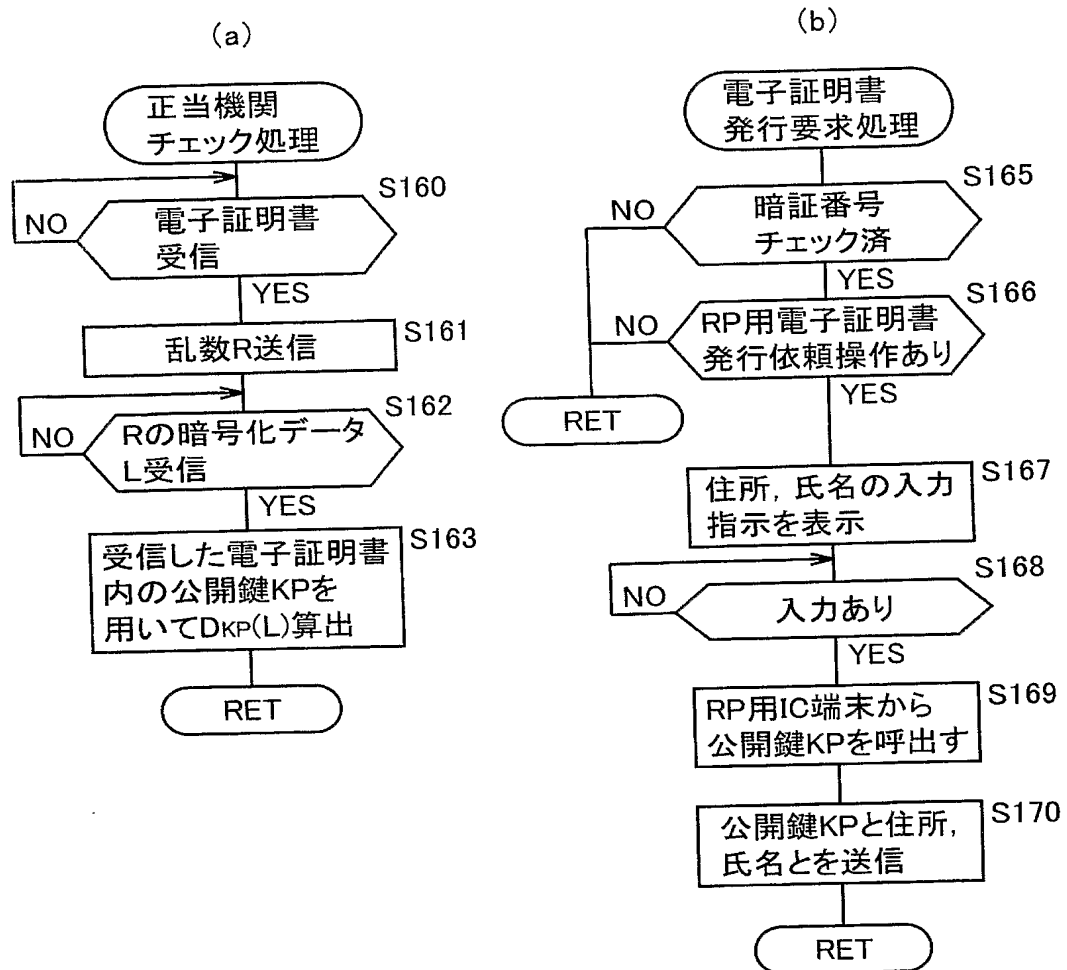 (a)
正当機関
チェック処理
S160
NO
電子証明書
受信
YES
乱数R送信
S161
S162
NO
Rの暗号化データ
L受信
YES
受信した電子証明書
内の公開鍵KPを
用いてDKP(L)算出
S163
RET
(b)
電子証明書
発行要求処理
S165
NO
暗証番号
チェック済
YES
S166
NO
RP用電子証明書
発行依頼操作あり
YES
RET
S167
住所,氏名の入力
指示を表示
S168
NO
入力あり
YES
S169
RP用IC端末から
公開鍵KPを呼出す
S170
公開鍵KPと住所,
氏名とを送信
RET